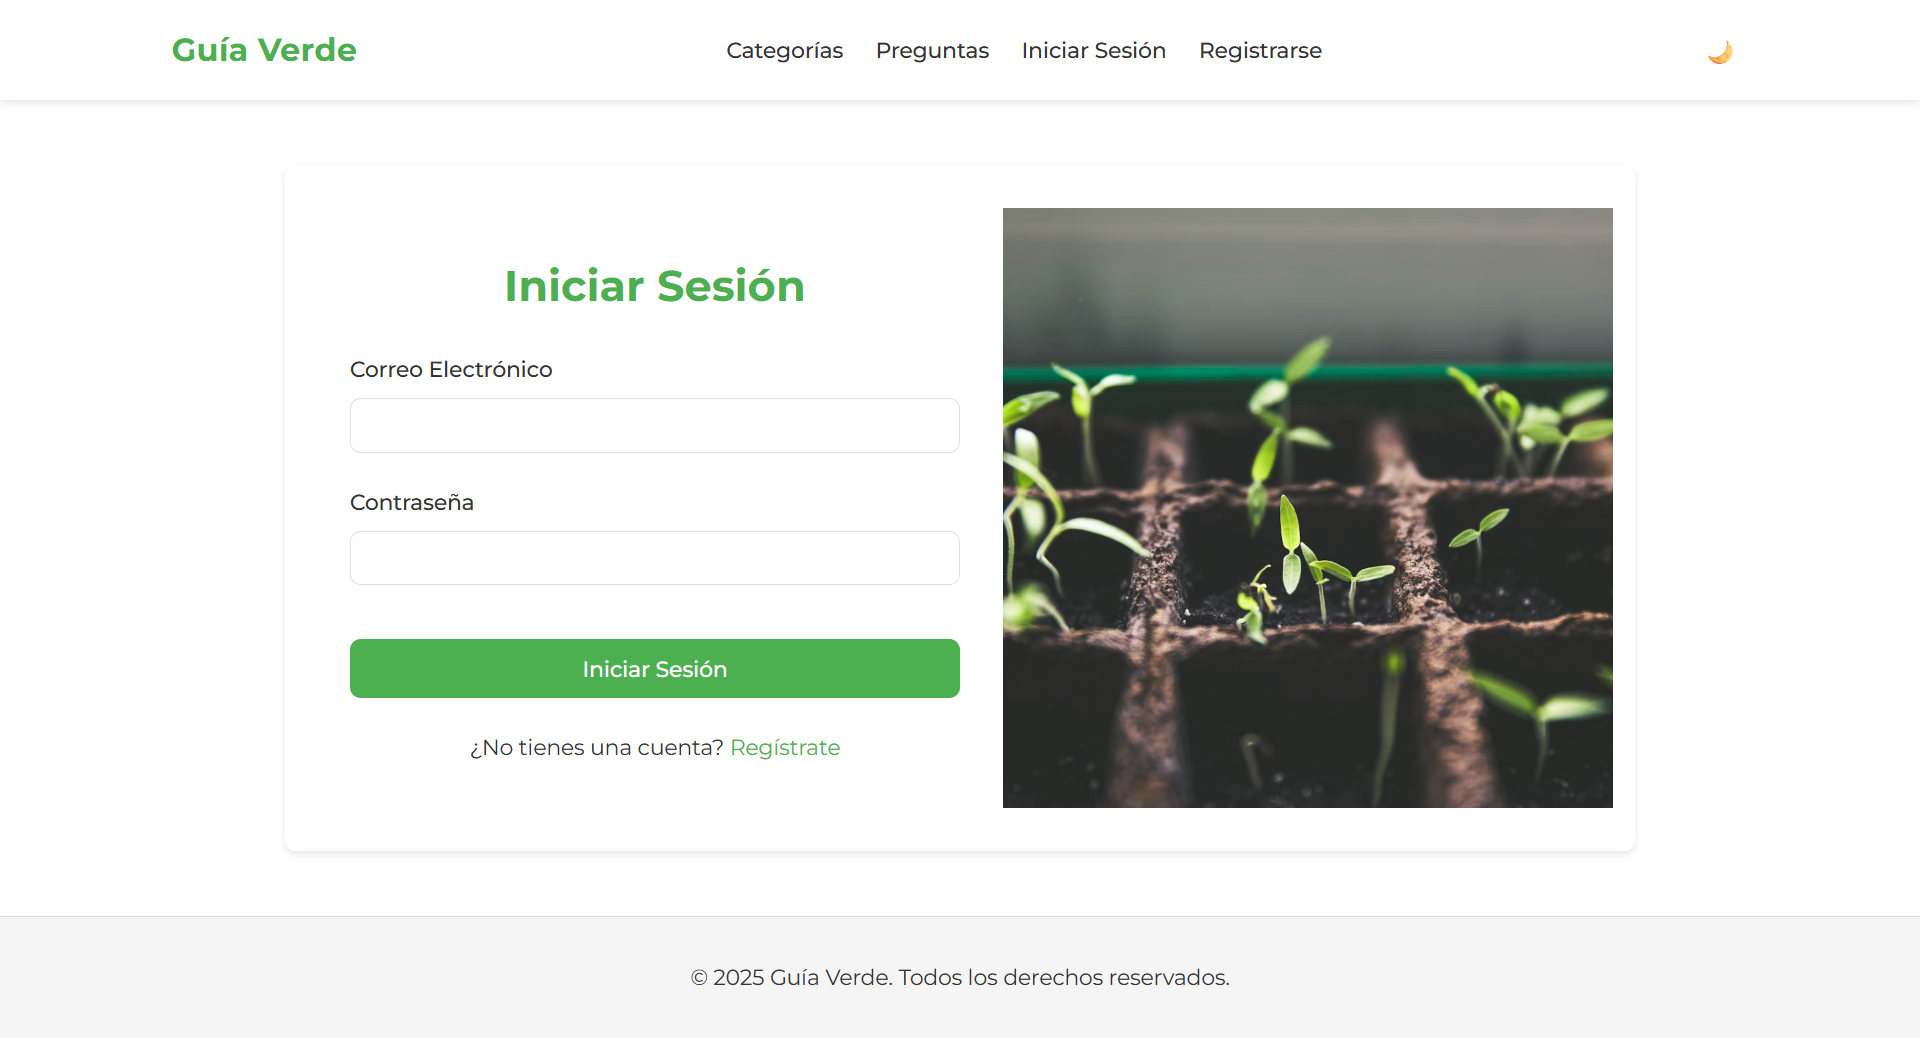 Guía Verde
Categorías Preguntas Iniciar Sesión Registrarse
Iniciar Sesión
Correo Electrónico
Contraseña
Iniciar Sesión
¿No tienes una cuenta? Regístrate
© 2025 Guía Verde. Todos los derechos reservados.